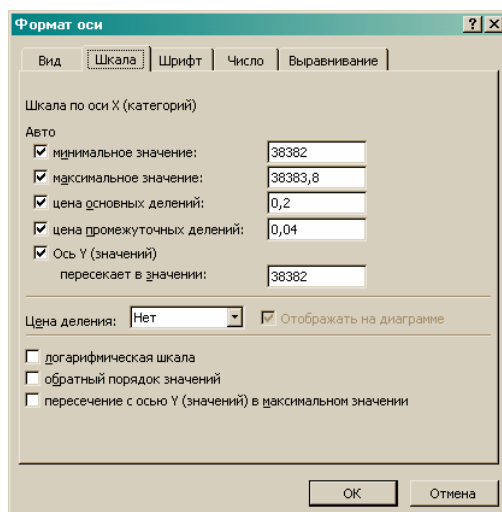 Формат оси
Вид Шкала Шрифт Число Выравнивание
Шкала по оси X (категорий)
Авто
минимальное значение: 38382
максимальное значение: 38383,8
цена основных делений: 0,2
цена промежуточных делений: 0,04
Ось Y (значений)
пересекает в значении: 38382
Цена деления: Нет Отображать на диаграмме
логарифмическая шкала
обратный порядок значений
пересечение с осью Y (значений) в максимальном значении
ОК Отмена